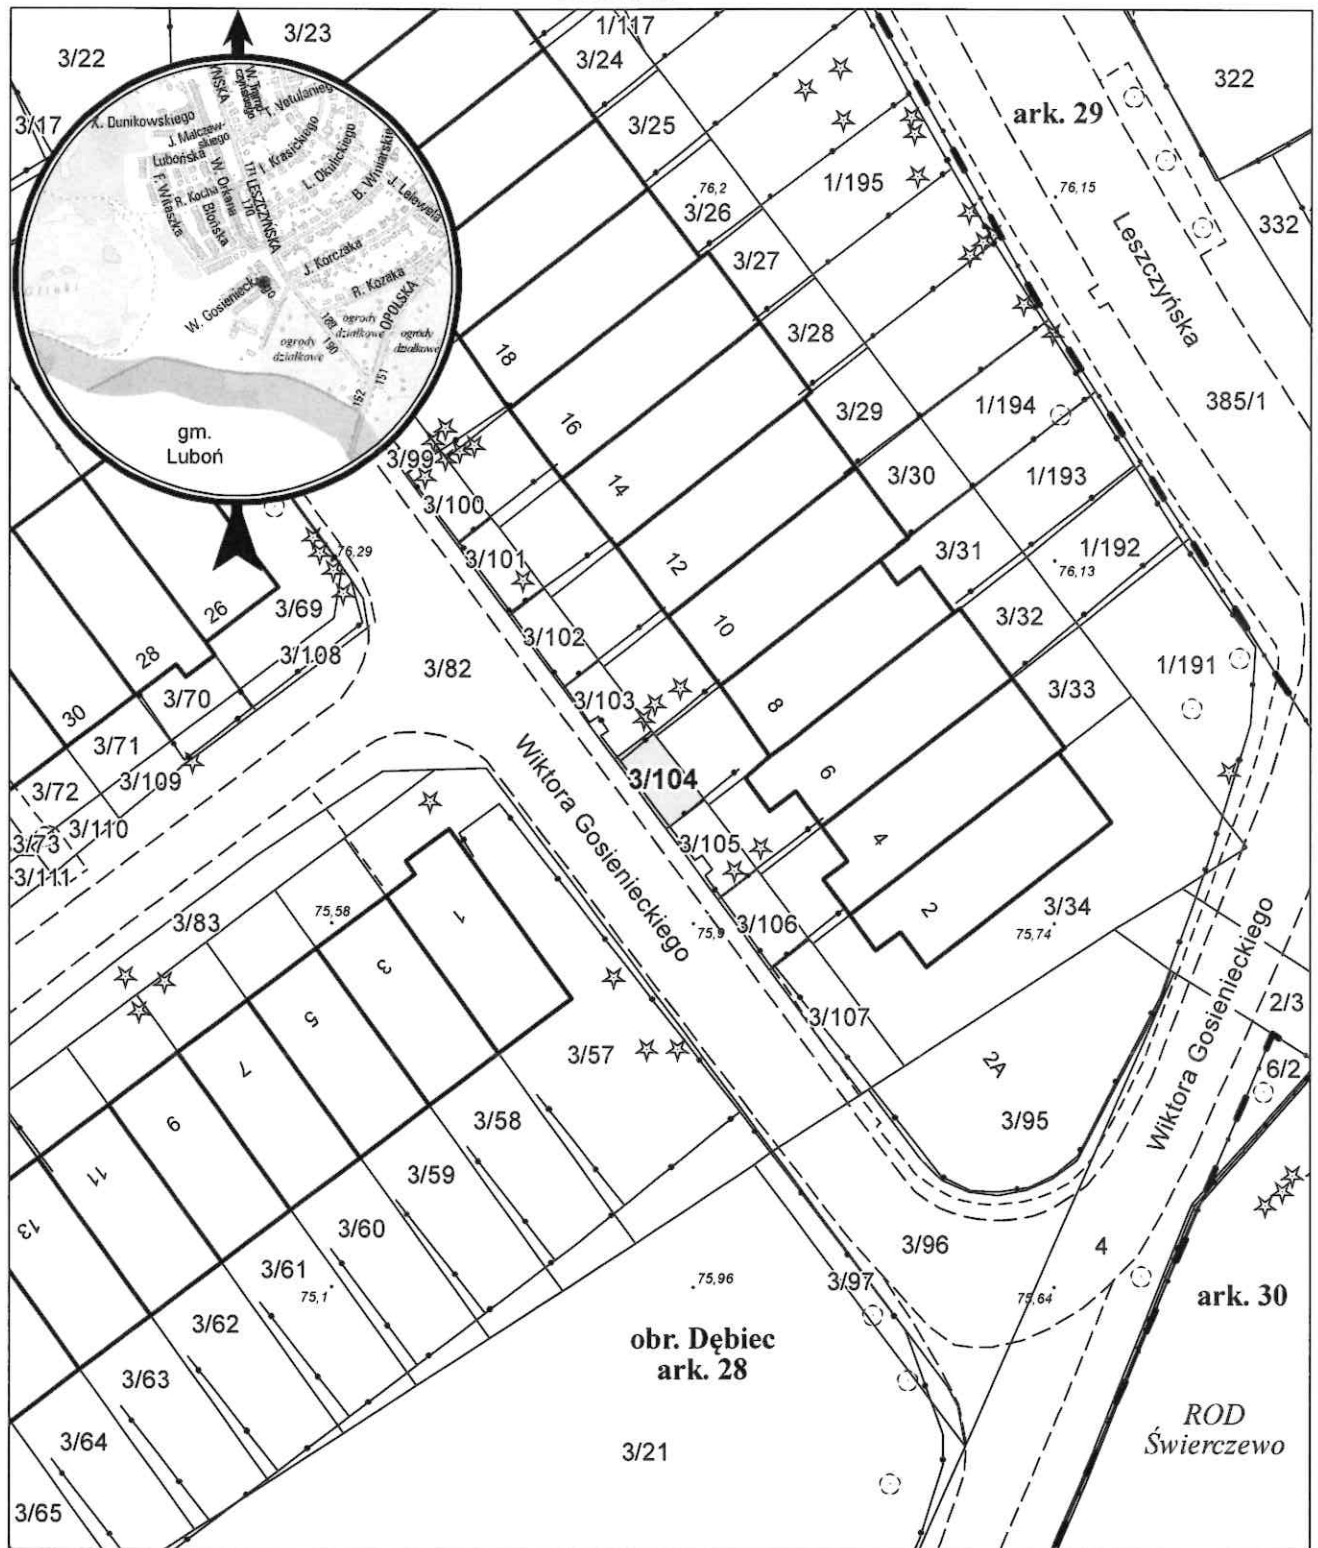 3/22
3/23
1/117
3/24
3/17
3/25
ark. 29
322
76,2
1/195
76,15
3/26
332
3/27
Leszczyńska
3/28
385/1
3/29
1/194
3/30
1/193
3/31
1/192
76,13
3/32
1/191
3/33
X. Dunikowskiego
J. Malczew-
skiego
Lubońska
W. Orkana
R. Kocha
F. Witaszka
Błońska
171 LESZCZYŃSKA
170
I. Krasickiego
L. Okulickiego
B. Winiarskie
J. Lelewela
J. Korczaka
R. Kozaka
OPOLSKA
W. Gosienieckiego
ogrody
działkowe
ogrody
działkowe
ogrody
działkowe
189
190
151
152
gm.
Luboń
18
16
14
12
10
8
6
4
2
3/99
3/100
3/101
3/102
3/103
3/104
3/105
3/106
3/107
76,29
3/69
26
3/108
28
3/70
30
3/71
3/72
3/109
3/110
3/73
3/111
3/82
Wiktora Gosienieckiego
3/83
75,58
75,9
3/34
75,74
1
3
5
7
9
11
13
2A
3/95
Wiktora Gosienieckiego
2/3
6/2
3/57
3/58
3/59
3/60
3/61
75,1
3/62
3/63
3/64
3/65
3/96
4
3/97
75,96
75,64
ark. 30
obr. Dębiec
ark. 28
3/21
ROD
Świerczewo